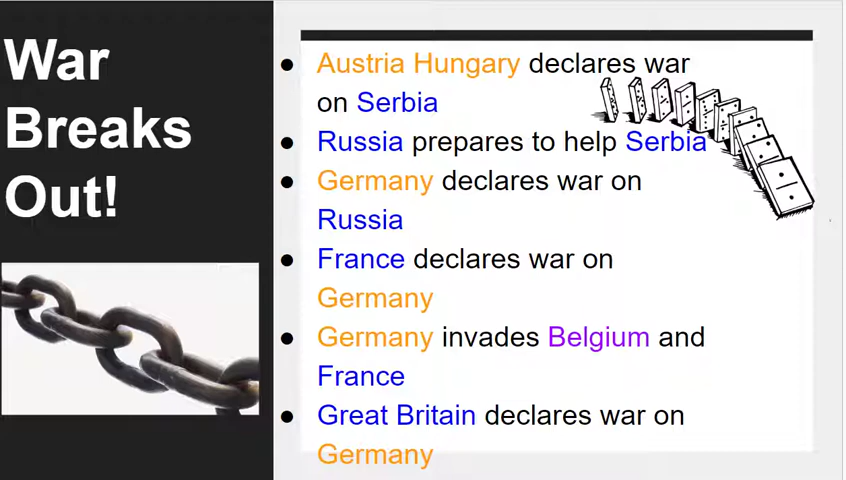 War
Breaks
Out!
● Austria Hungary declares war
on Serbia
● Russia prepares to help Serbia
● Germany declares war on
Russia
● France declares war on
Germany
● Germany invades Belgium and
France
● Great Britain declares war on
Germany